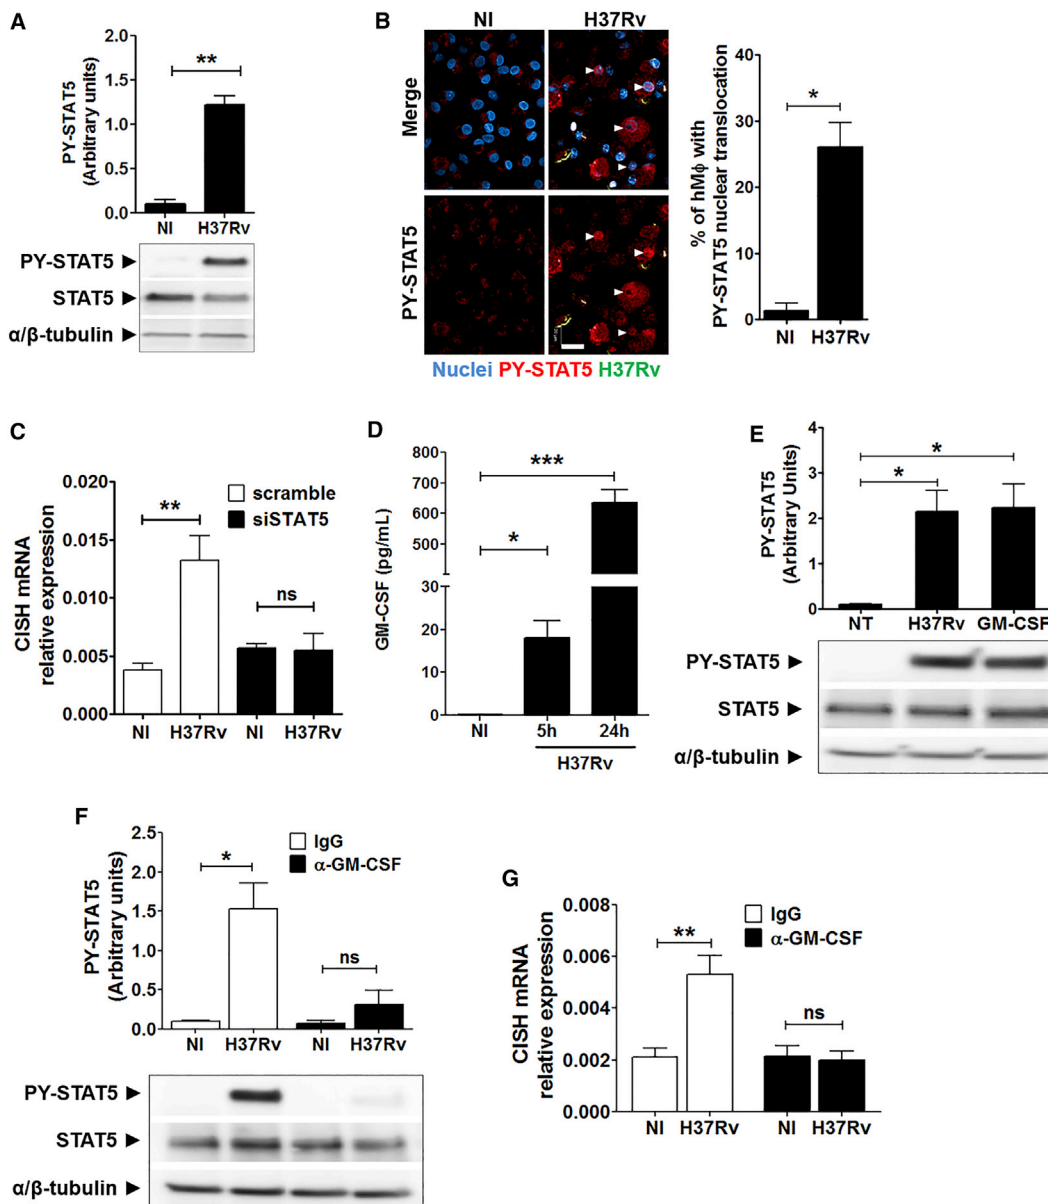 A
PY-STAT5
(Arbitrary units)
2.0
1.5
1.0
0.5
0.0
**
NI H37Rv
PY-STAT5
STAT5
α/β-tubulin
B
NI H37Rv
Merge
PY-STAT5
Nuclei PY-STAT5 H37Rv
% of hMϕ with
PY-STAT5 nuclear translocation
40
30
20
10
0
*
NI H37Rv
C
CISH mRNA
relative expression
0.020
0.015
0.010
0.005
0.000
scramble
siSTAT5
**
ns
NI H37Rv NI H37Rv
D
GM-CSF (pg/mL)
800
700
600
500
30
20
10
0
***
*
NI 5h 24h
H37Rv
E
PY-STAT5
(Arbitrary Units)
4
3
2
1
0
*
*
NT H37Rv GM-CSF
PY-STAT5
STAT5
α/β-tubulin
F
PY-STAT5
(Arbitrary units)
2.5
2.0
1.5
1.0
0.5
0.0
IgG
α-GM-CSF
*
ns
NI H37Rv NI H37Rv
PY-STAT5
STAT5
α/β-tubulin
G
CISH mRNA
relative expression
0.008
0.006
0.004
0.002
0.000
IgG
α-GM-CSF
**
ns
NI H37Rv NI H37Rv